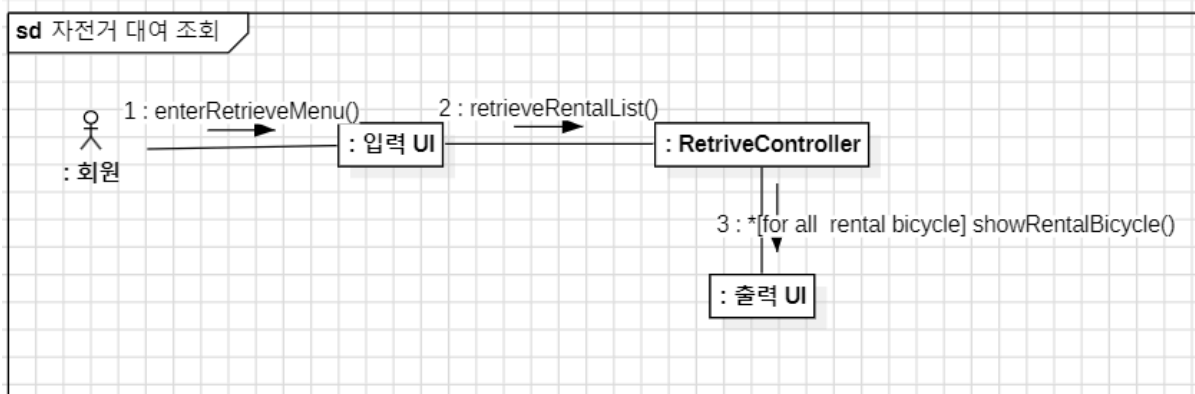 sd 자전거 대여 조회
1 : enterRetrieveMenu()
2 : retrieveRentalList()
: 회원
: 입력 UI
: RetriveController
3 : *[for all  rental bicycle] showRentalBicycle()
: 출력 UI